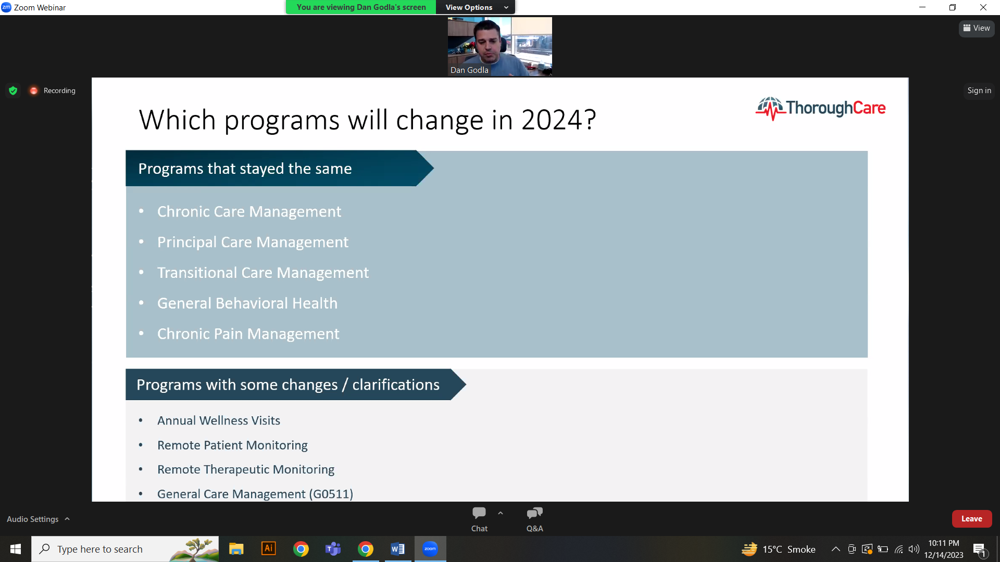 zm Zoom Webinar
You are viewing Dan Godla's screen
View Options
View
Dan Godla
Recording
Sign in
Which programs will change in 2024?
ThoroughCare
Programs that stayed the same
• Chronic Care Management
• Principal Care Management
• Transitional Care Management
• General Behavioral Health
• Chronic Pain Management
Programs with some changes / clarifications
• Annual Wellness Visits
• Remote Patient Monitoring
• Remote Therapeutic Monitoring
• General Care Management (G0511)
Audio Settings
Chat
Q&A
Leave
Type here to search
Ai
T
W
zoom
15°C Smoke
10:11 PM
12/14/2023
1